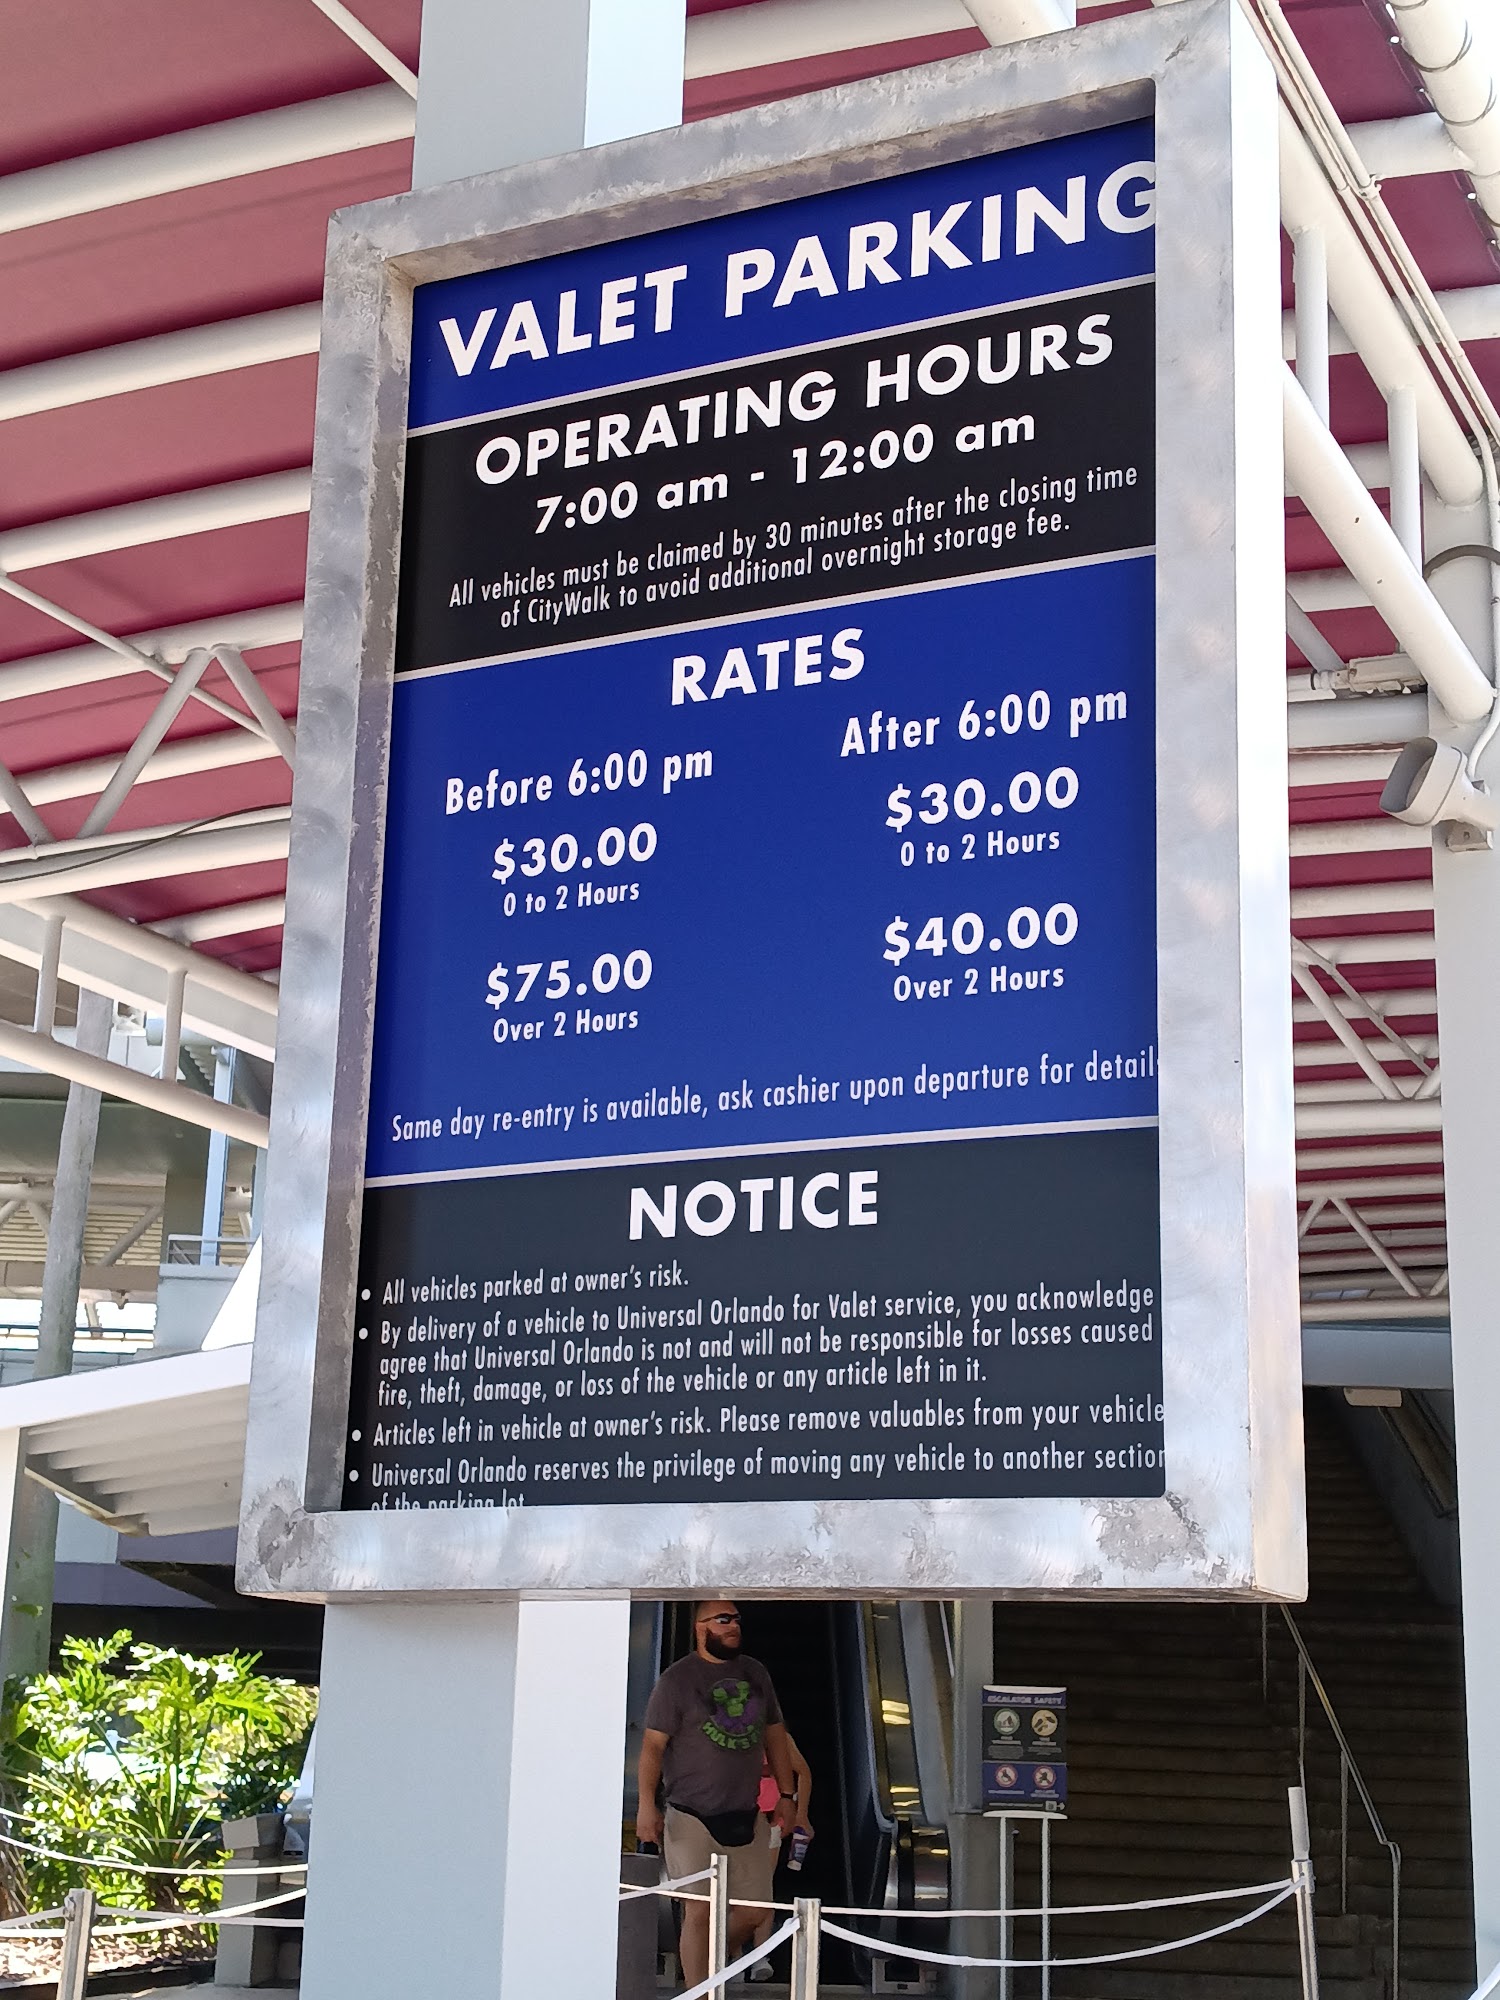 VALET PARKING
OPERATING HOURS
7:00 am - 12:00 am
All vehicles must be claimed by 30 minutes after the closing time
of CityWalk to avoid additional overnight storage fee.
RATES
Before 6:00 pm
$30.00
0 to 2 Hours
$75.00
Over 2 Hours
After 6:00 pm
$30.00
0 to 2 Hours
$40.00
Over 2 Hours
Same day re-entry is available, ask cashier upon departure for detail
NOTICE
• All vehicles parked at owner's risk.
• By delivery of a vehicle to Universal Orlando for Valet service, you acknowledge
agree that Universal Orlando is not and will not be responsible for losses caused
fire, theft, damage, or loss of the vehicle or any article left in it.
• Articles left in vehicle at owner's risk. Please remove valuables from your vehicle
• Universal Orlando reserves the privilege of moving any vehicle to another section
of the parking lot
HULK'S
ESCALATOR SAFETY